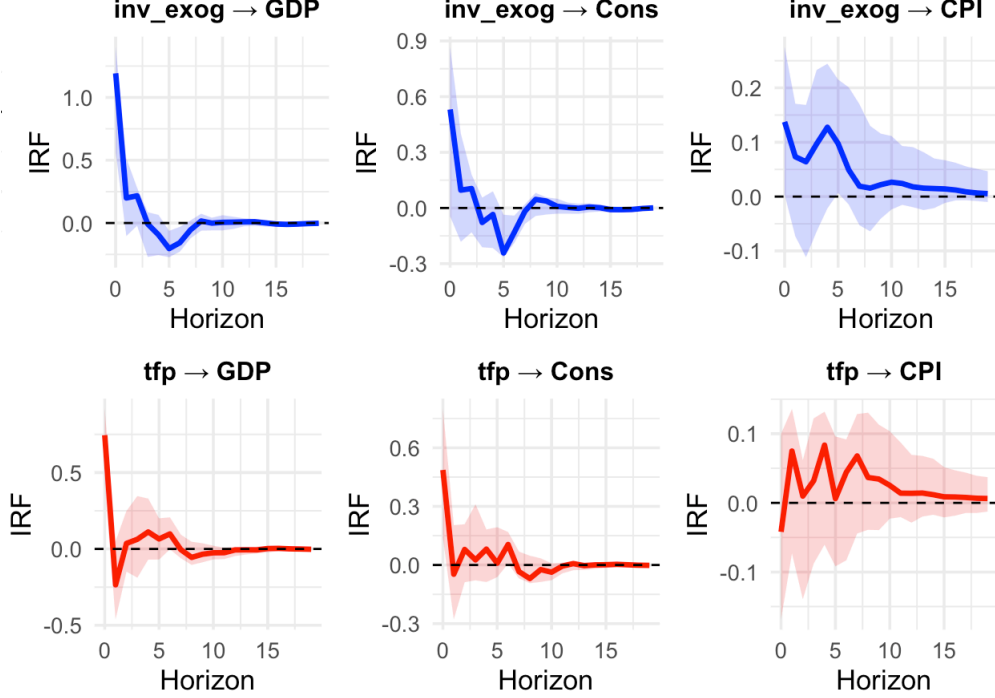 inv_exog → GDP
IRF
1.0
0.5
0.0
0 5 10 15
Horizon
inv_exog → Cons
IRF
0.9
0.6
0.3
0.0
-0.3
0 5 10 15
Horizon
inv_exog → CPI
IRF
0.2
0.1
0.0
-0.1
0 5 10 15
Horizon
tfp → GDP
IRF
0.5
0.0
-0.5
0 5 10 15
Horizon
tfp → Cons
IRF
0.6
0.3
0.0
-0.3
0 5 10 15
Horizon
tfp → CPI
IRF
0.1
0.0
-0.1
0 5 10 15
Horizon